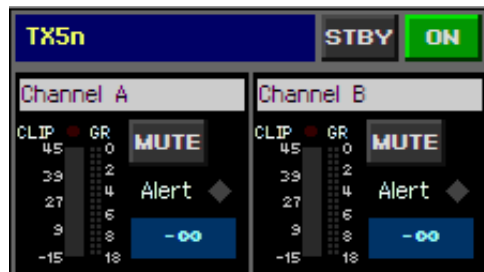 TX5n STBY ON
Channel A Channel B
CLIP GR MUTE CLIP GR MUTE
45 0 45 0
39 2 39 2
27 4 Alert 27 4 Alert
6 6
9 8 -∞ 9 8 -∞
-15 18 -15 18